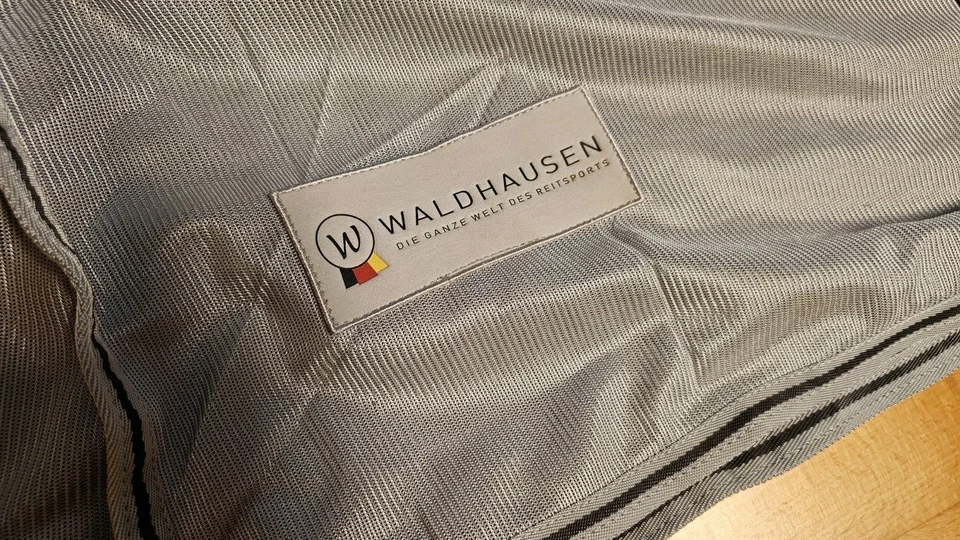 W
WALDHAUSEN
DIE GANZE WELT DES REITSPORTS